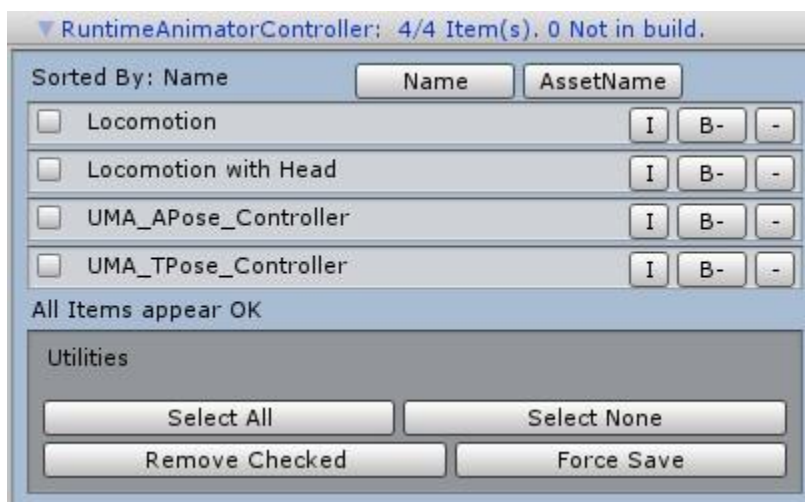 RuntimeAnimatorController: 4/4 Item(s). 0 Not in build.
Sorted By: Name Name AssetName
Locomotion I B- -
Locomotion with Head I B- -
UMA_APose_Controller I B- -
UMA_TPose_Controller I B- -
All Items appear OK
Utilities
Select All Select None
Remove Checked Force Save